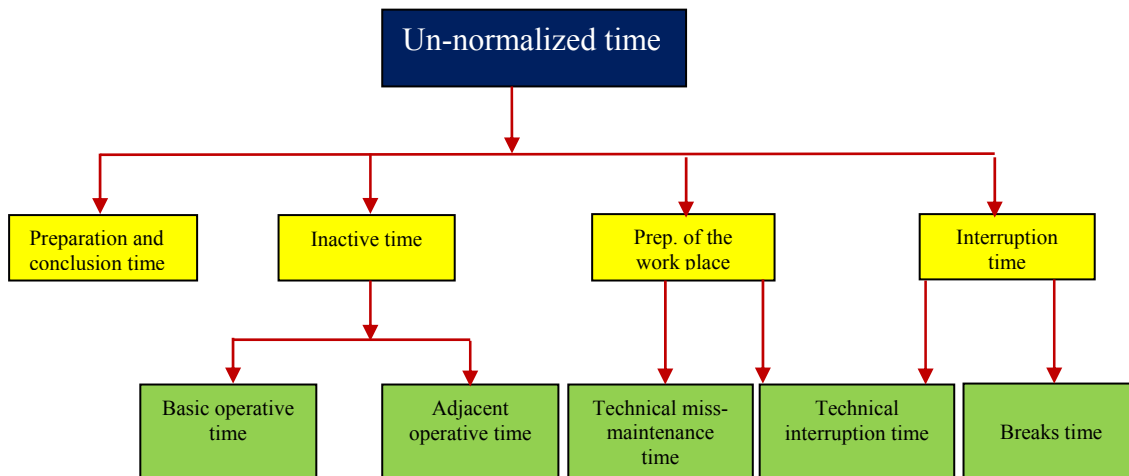 Un-normalized time
Preparation and
conclusion time
Inactive time
Prep. of the
work place
Interruption
time
Basic operative
time
Adjacent
operative time
Technical miss-
maintenance
time
Technical
interruption time
Breaks time